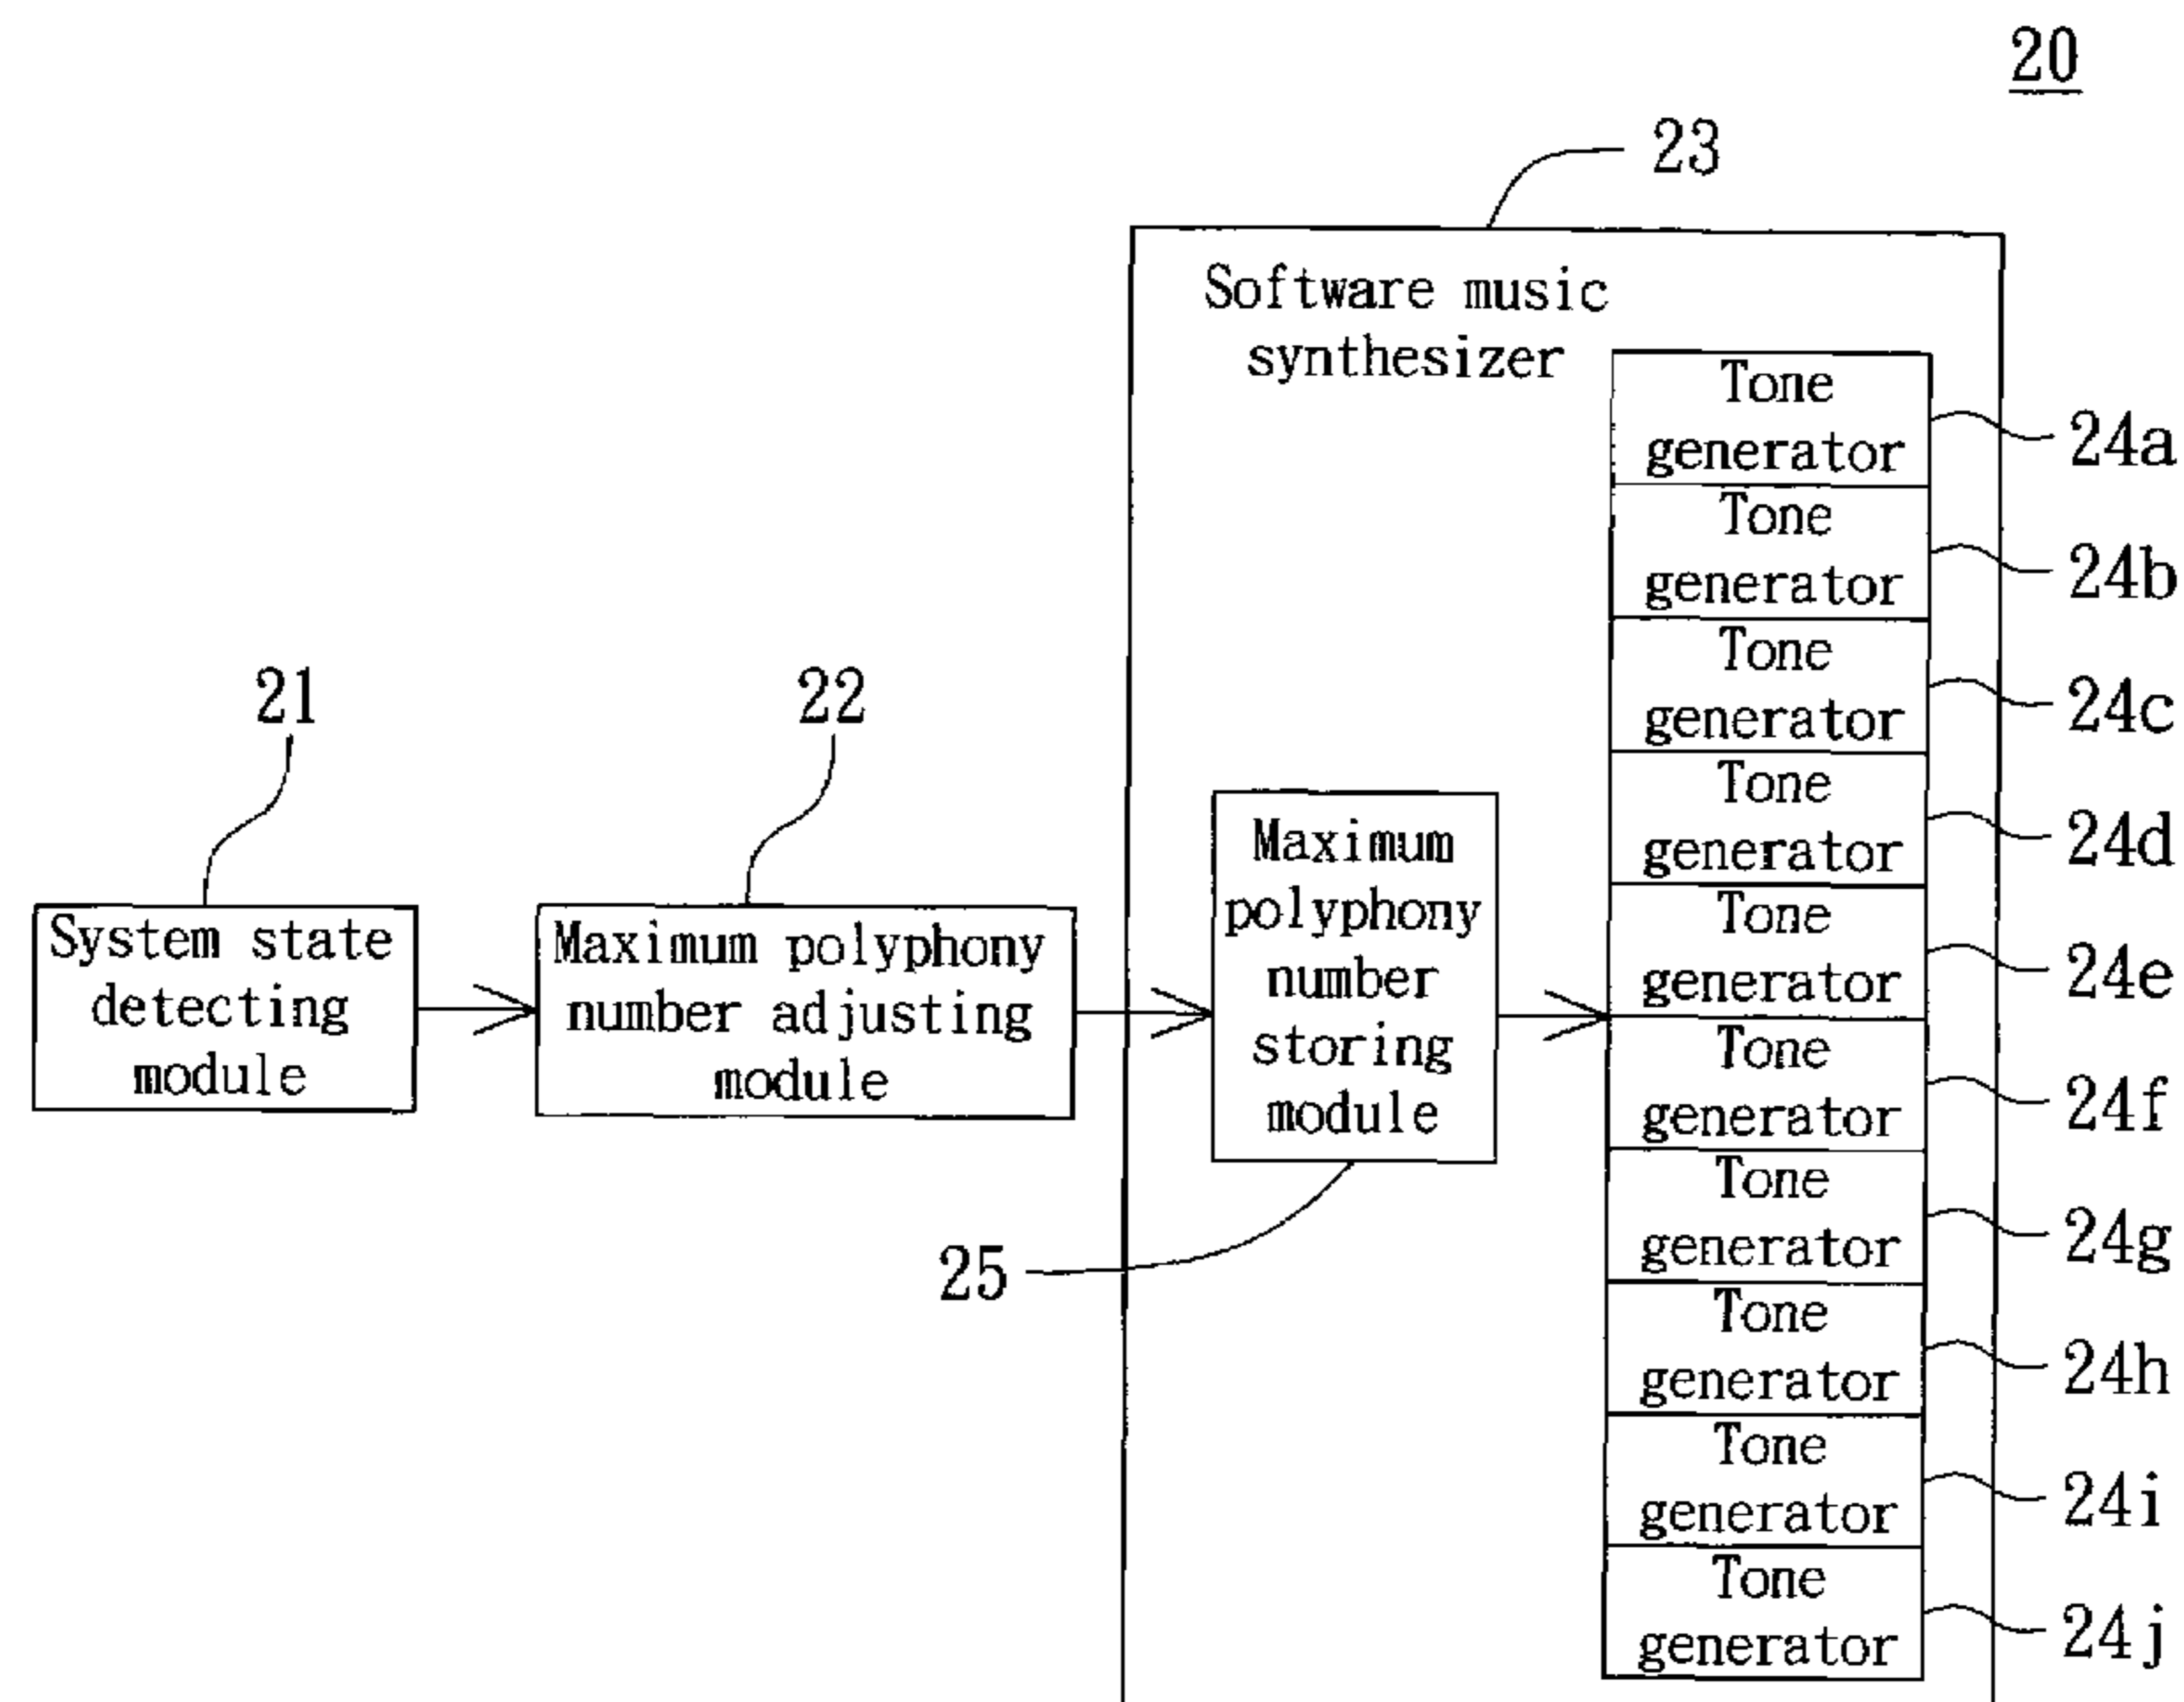 20
23
Software music
synthesizer
Tone
generator
24a
Tone
generator
24b
Tone
generator
24c
Tone
generator
24d
Tone
generator
24e
Tone
generator
24f
Tone
generator
24g
Tone
generator
24h
Tone
generator
24i
Tone
generator
24j
21
System state
detecting
module
22
Maximum polyphony
number adjusting
module
Maximum
polyphony
number
storing
module
25